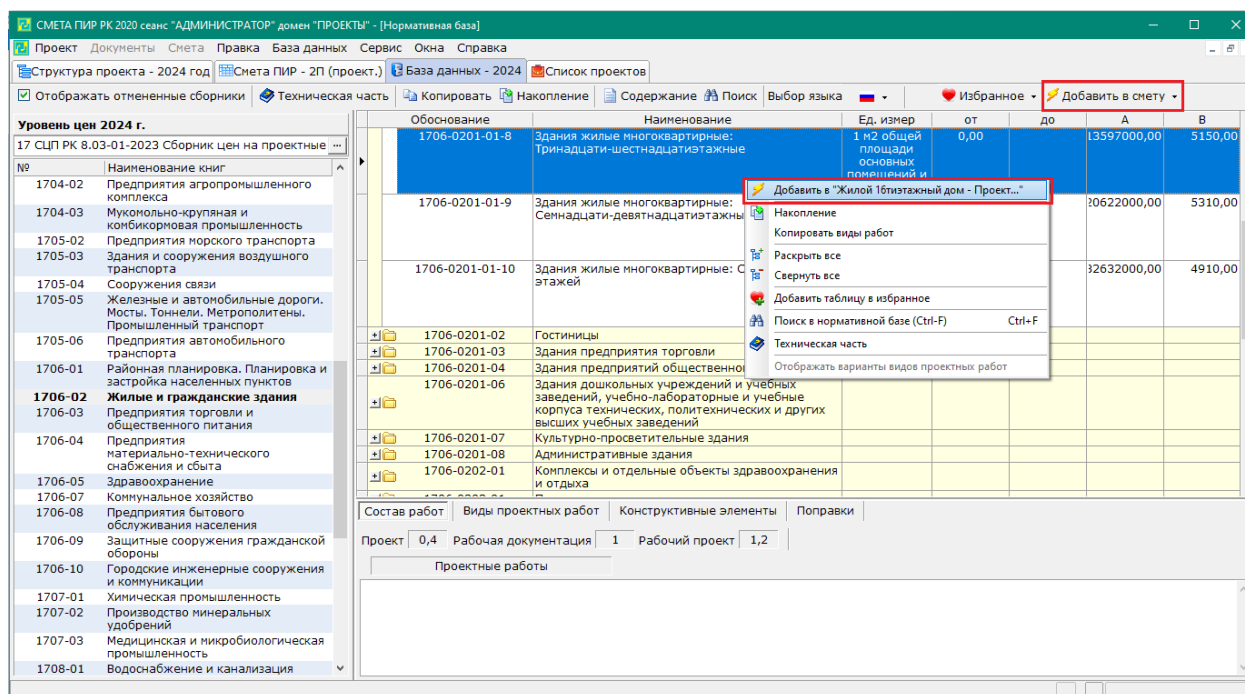 СМЕТА ПИР РК 2020 сеанс "АДМИНИСТРАТОР" домен "ПРОЕКТЫ" - [Нормативная база]
Проект Документы Смета Правка База данных Сервис Окна Справка
Структура проекта - 2024 год Смета ПИР - 2П (проект.) База данных - 2024 Список проектов
Отображать отмененные сборники Техническая часть Копировать Накопление Содержание Поиск Выбор языка Избранное Добавить в смету
Уровень цен 2024 г.
17 СЦП РК 8.03-01-2023 Сборник цен на проектные ...
№ Наименование книг
1704-02 Предприятия агропромышленного
комплекса
1704-03 Мукомольно-крупяная и
комбикормовая промышленность
1705-02 Предприятия морского транспорта
1705-03 Здания и сооружения воздушного
транспорта
1705-04 Сооружения связи
1705-05 Железные и автомобильные дороги.
Мосты. Тоннели. Метрополитены.
Промышленный транспорт
1705-06 Предприятия автомобильного
транспорта
1706-01 Районная планировка. Планировка и
застройка населенных пунктов
1706-02 Жилые и гражданские здания
1706-03 Предприятия торговли и
общественного питания
1706-04 Предприятия
материально-технического
снабжения и сбыта
1706-05 Здравоохранение
1706-07 Коммунальное хозяйство
1706-08 Предприятия бытового
обслуживания населения
1706-09 Защитные сооружения гражданской
обороны
1706-10 Городские инженерные сооружения
и коммуникации
1707-01 Химическая промышленность
1707-02 Производство минеральных
удобрений
1707-03 Медицинская и микробиологическая
промышленность
1708-01 Водоснабжение и канализация
Обоснование Наименование Ед. измер от до А В
1706-0201-01-8 Здания жилые многоквартирные: 1 м2 общей 0,00 13597000,00 5150,00
Тринадцати-шестнадцатиэтажные площади
основных
помещений и
1706-0201-01-9 Здания жилые многоквартирные: 20622000,00 5310,00
Семнадцати-девятнадцатиэтажны
1706-0201-01-10 Здания жилые многоквартирные: С 32632000,00 4910,00
этажей
1706-0201-02 Гостиницы
1706-0201-03 Здания предприятия торговли
1706-0201-04 Здания предприятий общественно
1706-0201-06 Здания дошкольных учреждений и учебных
заведений, учебно-лабораторные и учебные
корпуса технических, политехнических и других
высших учебных заведений
1706-0201-07 Культурно-просветительные здания
1706-0201-08 Административные здания
1706-0202-01 Комплексы и отдельные объекты здравоохранения
и отдыха
Добавить в "Жилой 16тиэтажный дом - Проект..."
Накопление
Копировать виды работ
Раскрыть все
Свернуть все
Добавить таблицу в избранное
Поиск в нормативной базе (Ctrl-F) Ctrl+F
Техническая часть
Отображать варианты видов проектных работ
Состав работ Виды проектных работ Конструктивные элементы Поправки
Проект 0,4 Рабочая документация 1 Рабочий проект 1,2
Проектные работы